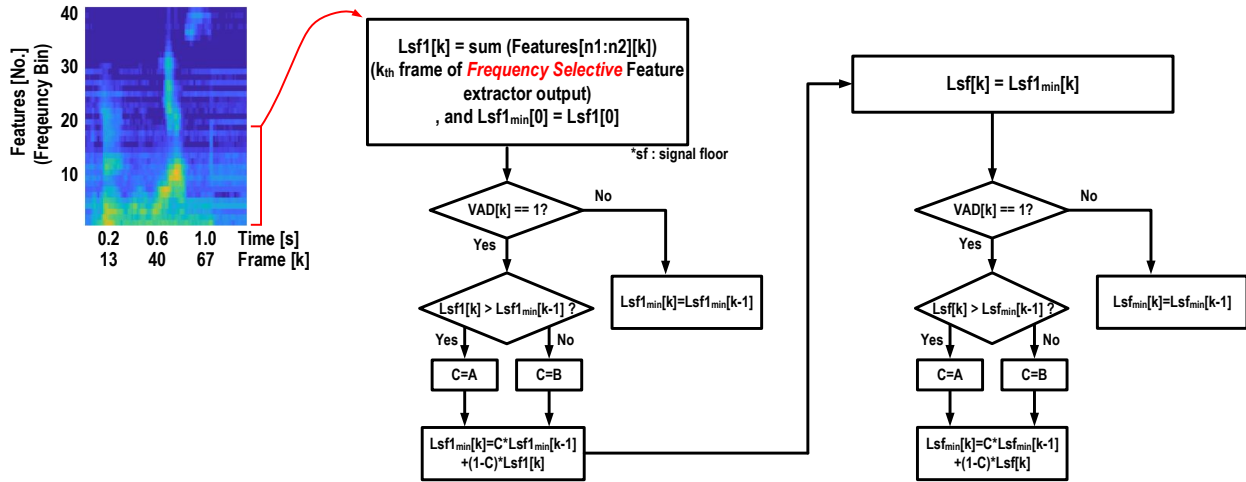 40
30
20
10
Features [No.]
(Freqeuncy Bin)
0.2 0.6 1.0 Time [s]
13 40 67 Frame [k]
Lsf1[k] = sum (Features[n1:n2][k])
(kth frame of Frequency Selective Feature
extractor output)
, and Lsf1min[0] = Lsf1[0]
*sf : signal floor
VAD[k] == 1?
No
Yes
Lsf1[k] > Lsf1min[k-1] ?
Lsf1min[k]=Lsf1min[k-1]
Yes
No
C=A
C=B
Lsf1min[k]=C*Lsf1min[k-1]
+(1-C)*Lsf1[k]
Lsf[k] = Lsf1min[k]
VAD[k] == 1?
No
Yes
Lsf[k] > Lsfmin[k-1] ?
Lsfmin[k]=Lsfmin[k-1]
Yes
No
C=A
C=B
Lsfmin[k]=C*Lsfmin[k-1]
+(1-C)*Lsf[k]